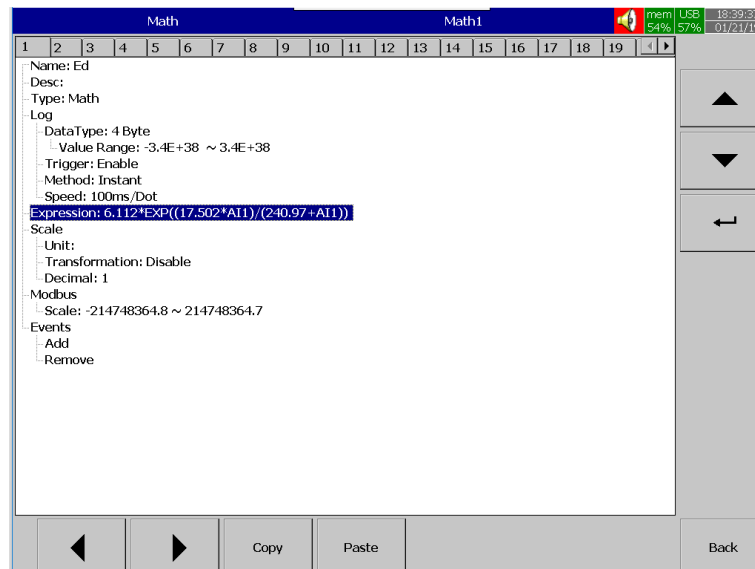 Math Math1 mem USB 18:39:3
54% 57% 01/21/1
1 2 3 4 5 6 7 8 9 10 11 12 13 14 15 16 17 18 19
Name: Ed
Desc:
Type: Math
Log
DataType: 4 Byte
Value Range: -3.4E+38 ~ 3.4E+38
Trigger: Enable
Method: Instant
Speed: 100ms/Dot
Expression: 6.112*EXP((17.502*AI1)/(240.97+AI1))
Scale
Unit:
Transformation: Disable
Decimal: 1
Modbus
Scale: -214748364.8 ~ 214748364.7
Events
Add
Remove
Copy Paste Back